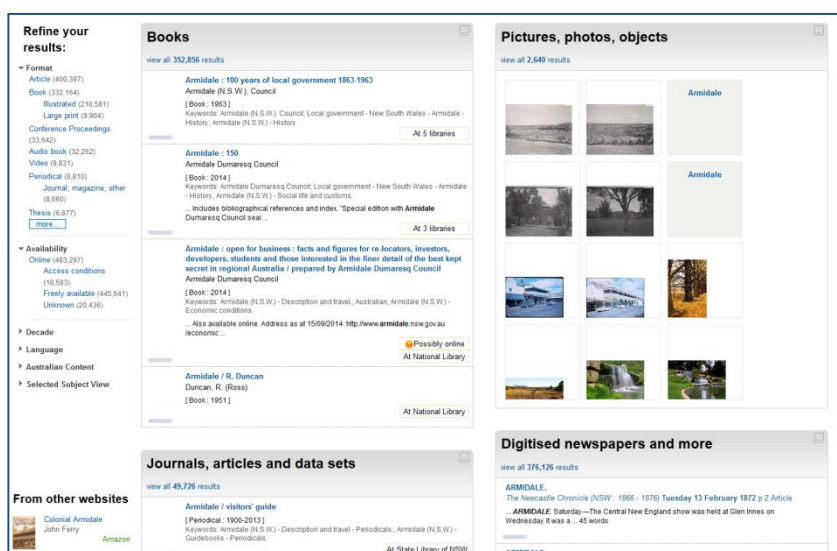 Refine your
results:
Format
Article (400,397)
Book (332,164)
Illustrated (210,581)
Large print (9,904)
Conference Proceedings
(33,642)
Audio book (32,262)
Video (9,831)
Periodical (8,810)
Journal, magazine, other
(8,660)
Thesis (6,877)
more...
Availability
Online (483,297)
Access conditions
(18,583)
Freely available (445,641)
Unknown (20,436)
Decade
Language
Australian Content
Selected Subject View
From other websites
Colonial Armidale
John Ferry
Amazon
Books
view all 352,856 results
Armidale : 100 years of local government 1863-1963
Armidale (N.S.W.). Council
[ Book : 1963 ]
Keywords: Armidale (N.S.W.). Council; Local government - New South Wales - Armidale -
History.; Armidale (N.S.W.) - History.
At 5 libraries
Armidale : 150
Armidale Dumaresq Council
[ Book : 2014 ]
Keywords: Armidale Dumaresq Council; Local government - New South Wales - Armidale
- History.; Armidale (N.S.W.) - Social life and customs.
... Includes bibliographical references and index. "Special edition with Armidale
Dumaresq Council seal ...
At 3 libraries
Armidale : open for business : facts and figures for re-locators, investors,
developers, students and those interested in the finer detail of the best kept
secret in regional Australia / prepared by Armidale Dumaresq Council
Armidale Dumaresq Council
[ Book : 2014 ]
Keywords: Armidale (N.S.W.) - Description and travel.; Australian; Armidale (N.S.W.) -
Economic conditions.
... Also available online. Address as at 15/09/2014 :http://www.armidale.nsw.gov.au
/economic ...
Possibly online
At National Library
Armidale / R. Duncan
Duncan, R. (Ross)
[ Book : 1951 ]
At National Library
Journals, articles and data sets
view all 49,726 results
Armidale / visitors' guide
[ Periodical : 1900-2013 ]
Keywords: Armidale (N.S.W.) - Description and travel - Periodicals.; Armidale (N.S.W.) -
Guidebooks - Periodicals.
At State Library of NSW
Pictures, photos, objects
view all 2,640 results
Armidale
Armidale
Digitised newspapers and more
view all 376,126 results
ARMIDALE.
The Newcastle Chronicle (NSW : 1866 - 1876) Tuesday 13 February 1872 p 2 Article
... ARMIDALE. Saturday.—The Central New England show was held at Glen Innes on
Wednesday. It was a ... 45 words